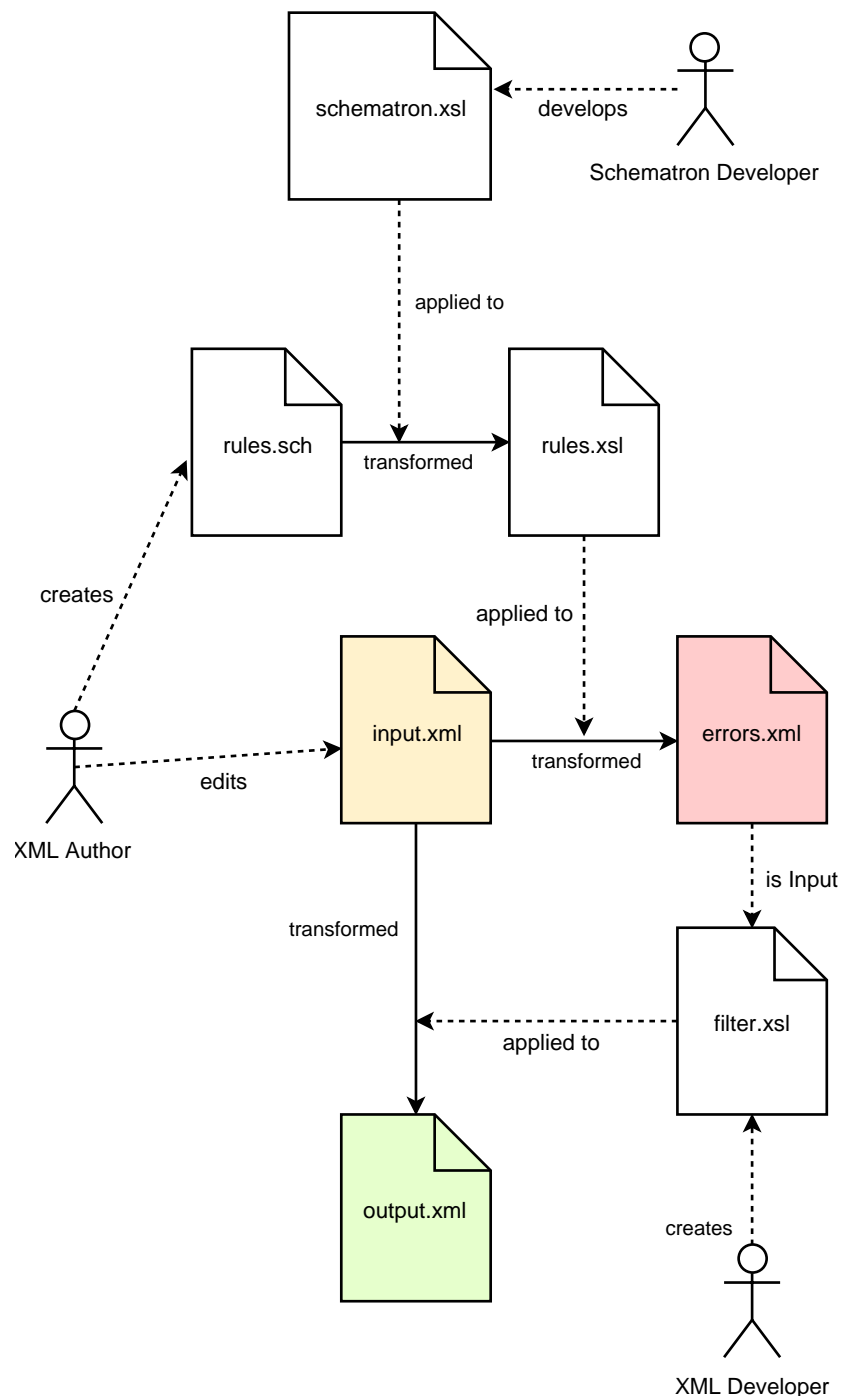 schematron.xsl
develops
Schematron Developer
applied to
rules.sch
transformed
rules.xsl
creates
applied to
input.xml
transformed
errors.xml
edits
XML Author
is Input
transformed
filter.xsl
applied to
output.xml
creates
XML Developer